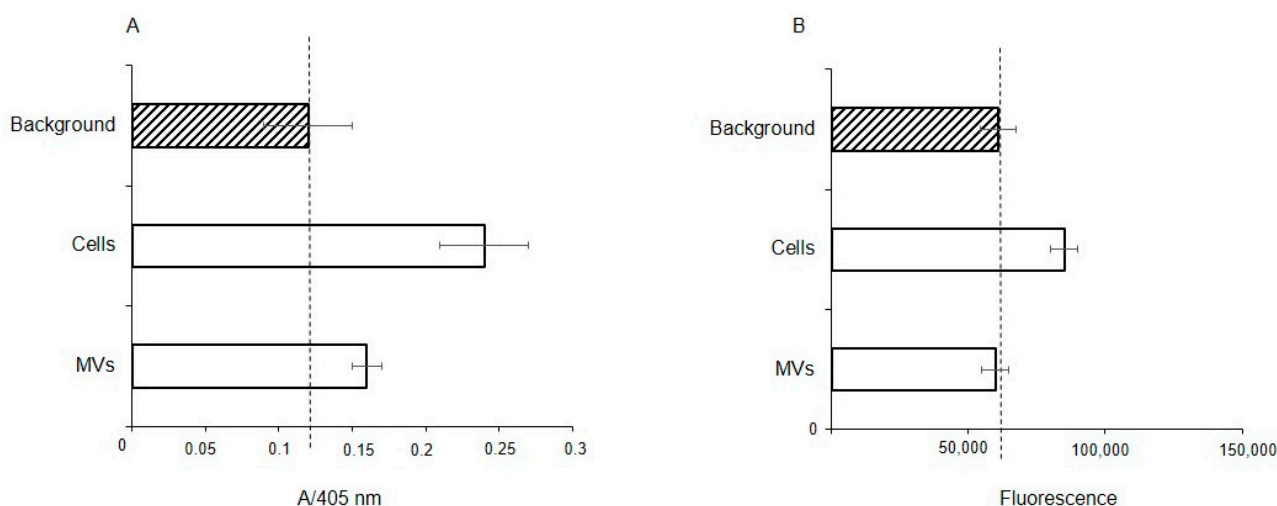 A
Background
Cells
MVs
0 0.05 0.1 0.15 0.2 0.25 0.3
A/405 nm
B
Background
Cells
MVs
0
50,000 100,000 150,000
Fluorescence